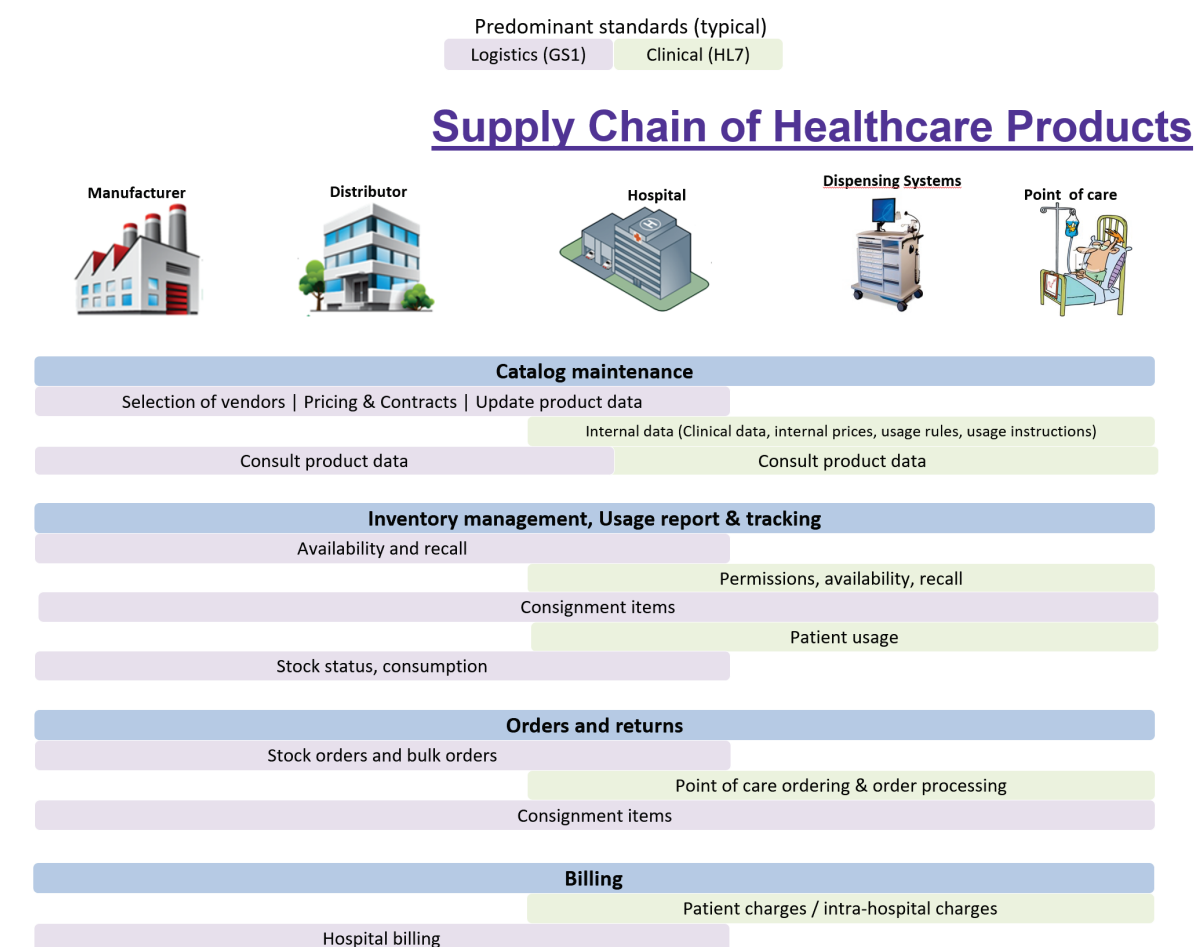 Predominant standards (typical)
Logistics (GS1) Clinical (HL7)
Supply Chain of Healthcare Products
Manufacturer Distributor Hospital Dispensing Systems Point of care
Catalog maintenance
Selection of vendors | Pricing & Contracts | Update product data
Internal data (Clinical data, internal prices, usage rules, usage instructions)
Consult product data Consult product data
Inventory management, Usage report & tracking
Availability and recall
Permissions, availability, recall
Consignment items
Patient usage
Stock status, consumption
Orders and returns
Stock orders and bulk orders
Point of care ordering & order processing
Consignment items
Billing
Patient charges / intra-hospital charges
Hospital billing